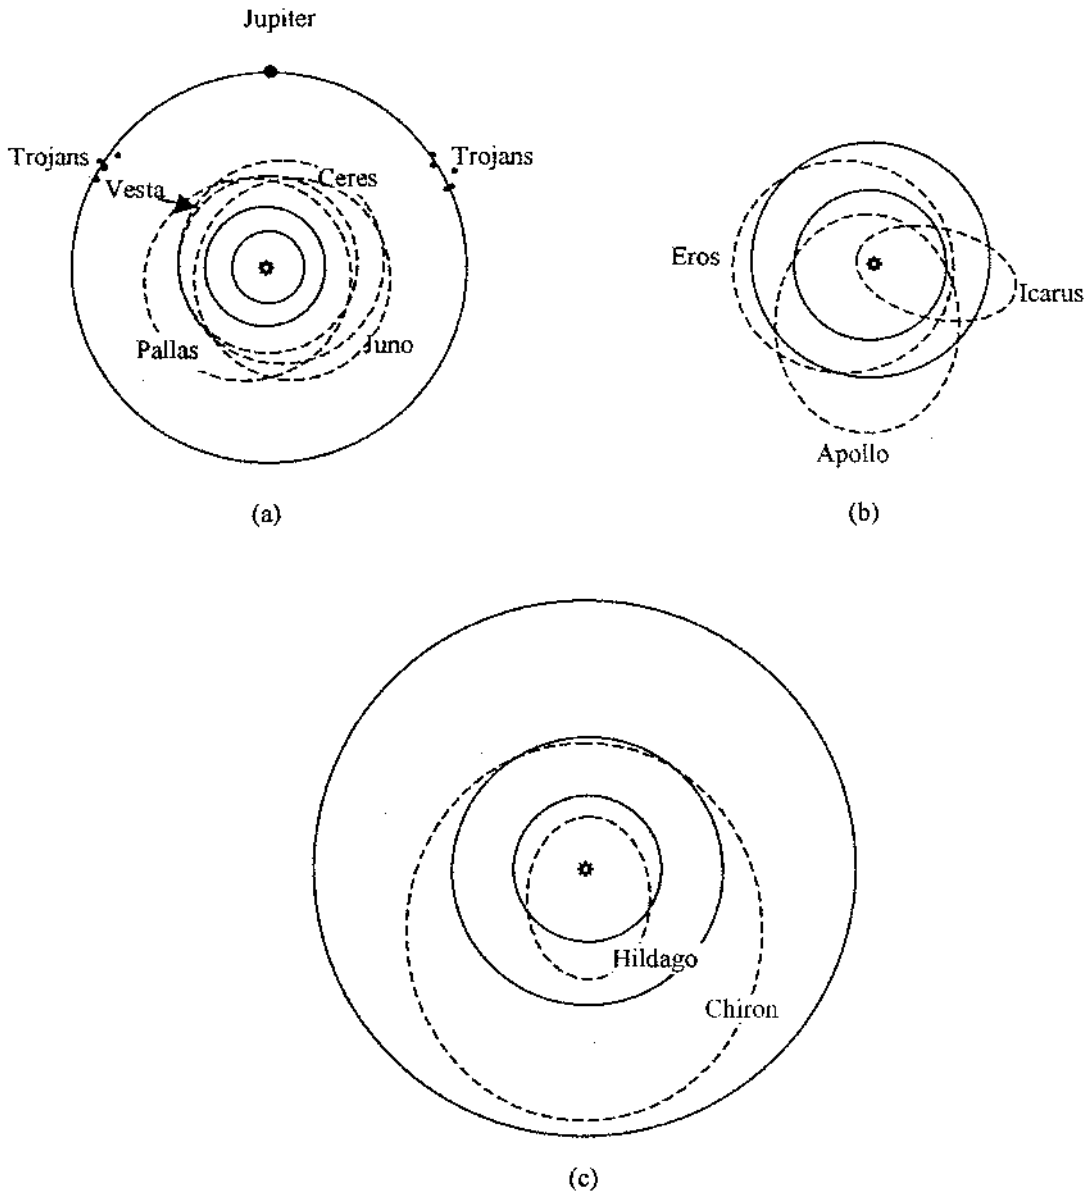 Jupiter
Trojans
Trojans
Vesta
Ceres
Pallas
Juno
(a)
Eros
Icarus
Apollo
(b)
Hildago
Chiron
(c)